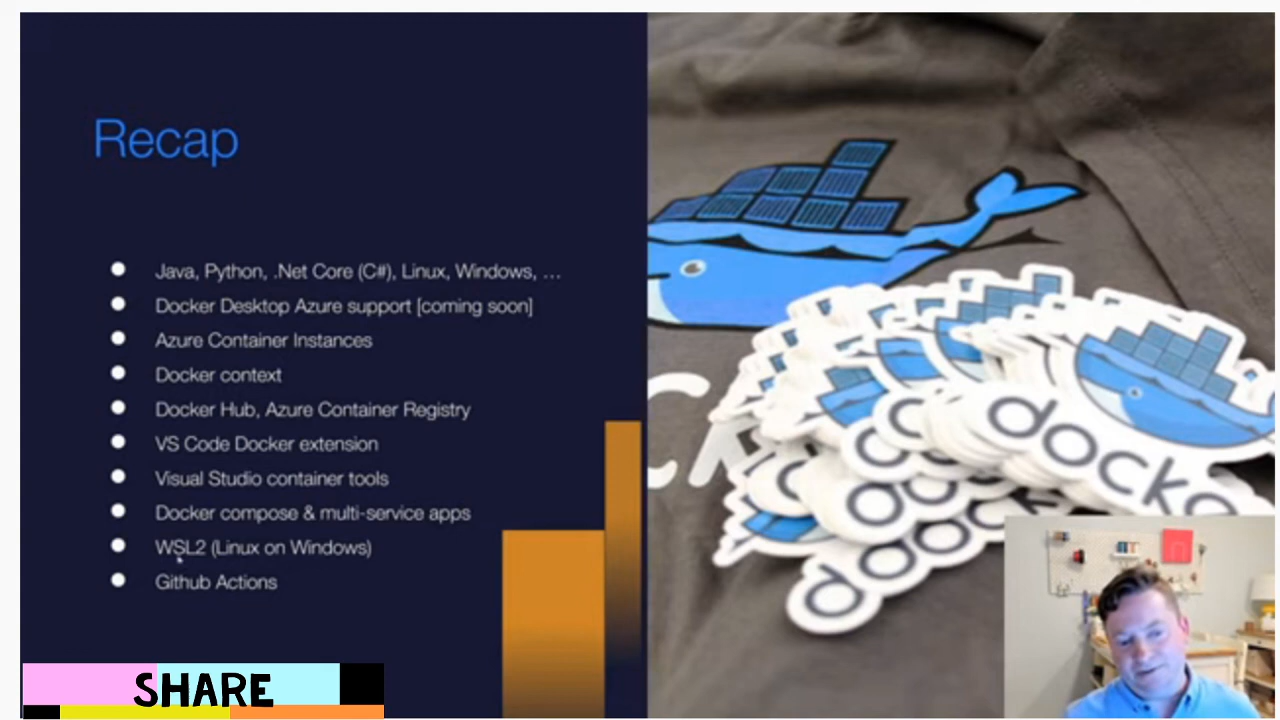 Recap
Java, Python, .Net Core (C#), Linux, Windows, ...
Docker Desktop Azure support [coming soon]
Azure Container Instances
Docker context
Docker Hub, Azure Container Registry
VS Code Docker extension
Visual Studio container tools
Docker compose & multi-service apps
WSL2 (Linux on Windows)
Github Actions
SHARE